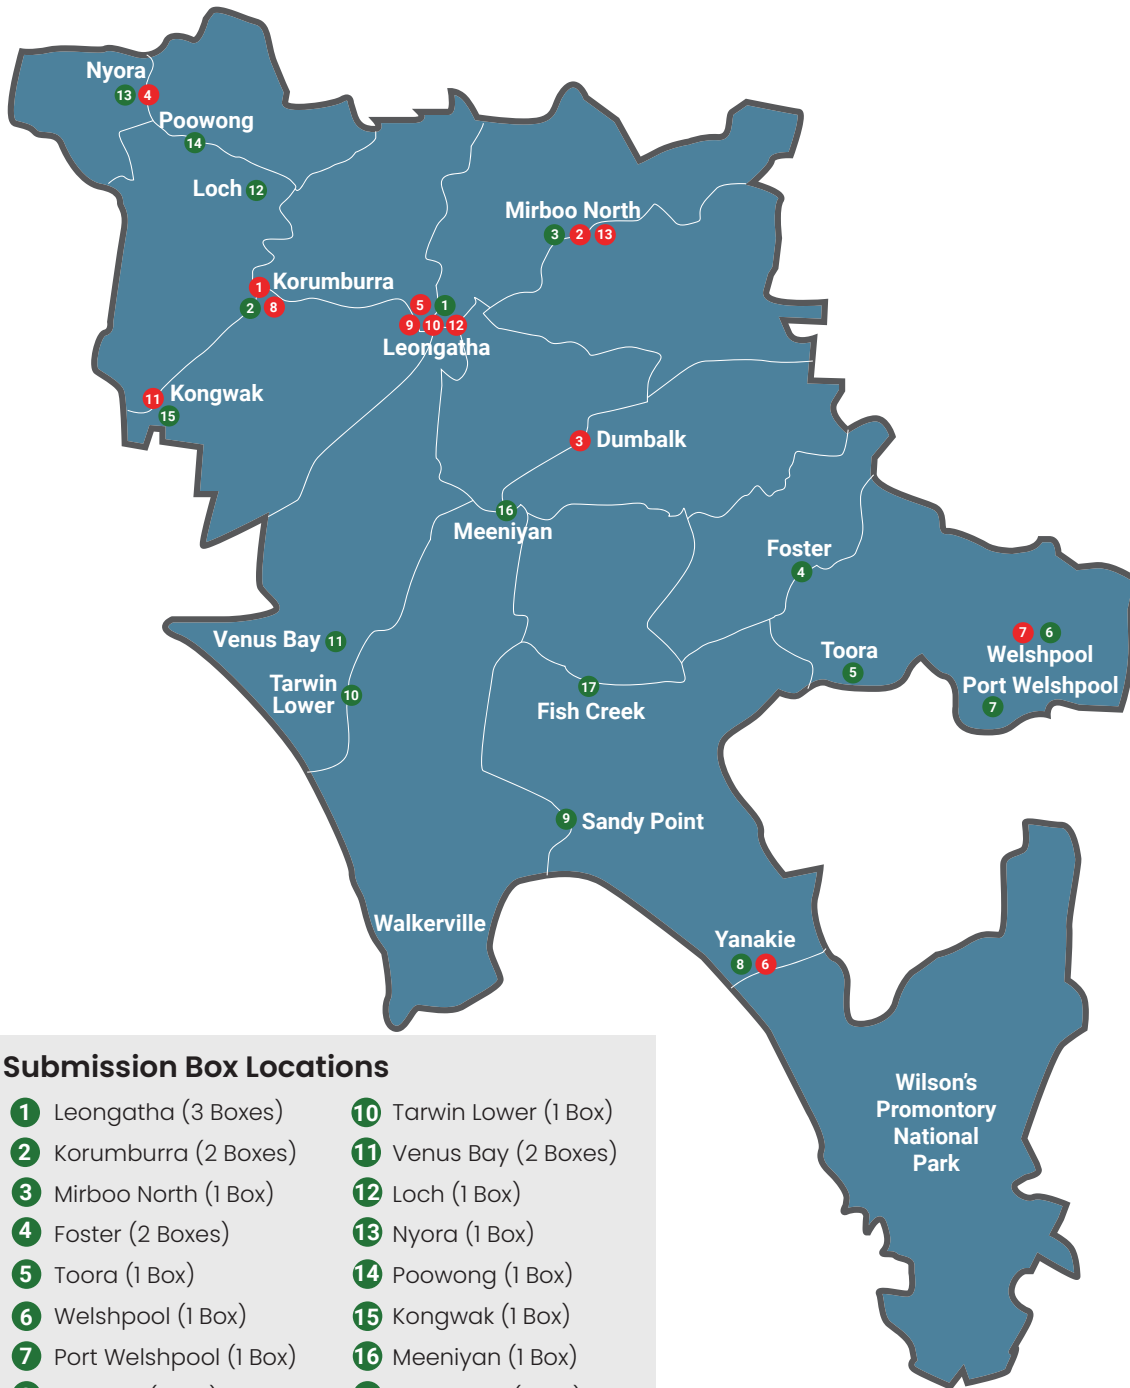 Nyora
13 4
Poowong
14
Loch 12
Mirboo North
3 2 13
1 Korumburra
2 8
5 1
9 10 12
Leongatha
11 Kongwak
15
3 Dumbalk
16
Meeniyan
Foster
4
Venus Bay 11
7 6
Welshpool
Toora
5
Port Welshpool
7
Tarwin
Lower 10
17
Fish Creek
9 Sandy Point
Walkerville
Yanakie
8 6
Wilson's
Promontory
National
Park
Submission Box Locations
1 Leongatha (3 Boxes)
2 Korumburra (2 Boxes)
3 Mirboo North (1 Box)
4 Foster (2 Boxes)
5 Toora (1 Box)
6 Welshpool (1 Box)
7 Port Welshpool (1 Box)
10 Tarwin Lower (1 Box)
11 Venus Bay (2 Boxes)
12 Loch (1 Box)
13 Nyora (1 Box)
14 Poowong (1 Box)
15 Kongwak (1 Box)
16 Meeniyan (1 Box)